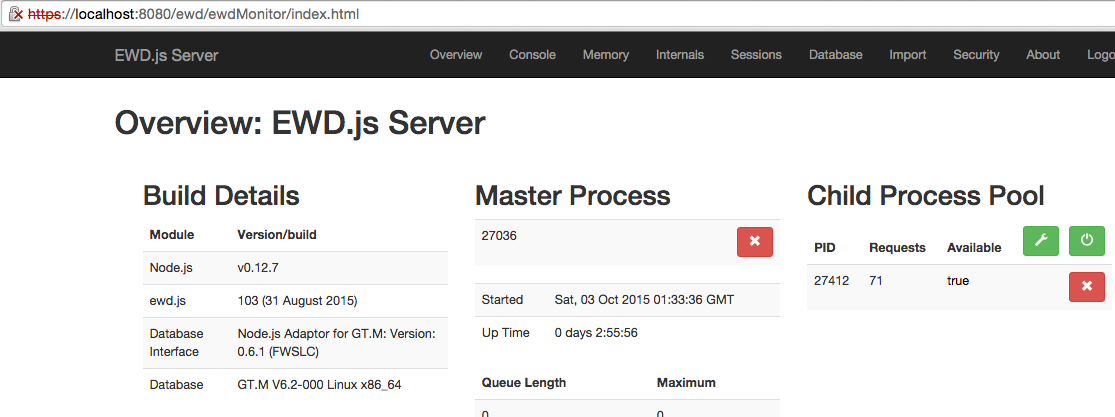 https://localhost:8080/ewd/ewdMonitor/index.html
EWD.js Server Overview Console Memory Internals Sessions Database Import Security About Logo
Overview: EWD.js Server
Build Details
Module Version/build
Node.js v0.12.7
ewd.js 103 (31 August 2015)
Database Node.js Adaptor for GT.M: Version:
Interface 0.6.1 (FWSLC)
Database GT.M V6.2-000 Linux x86_64
Master Process
27036
Started Sat, 03 Oct 2015 01:33:36 GMT
Up Time 0 days 2:55:56
Queue Length Maximum
0 0
Child Process Pool
PID Requests Available
27412 71 true